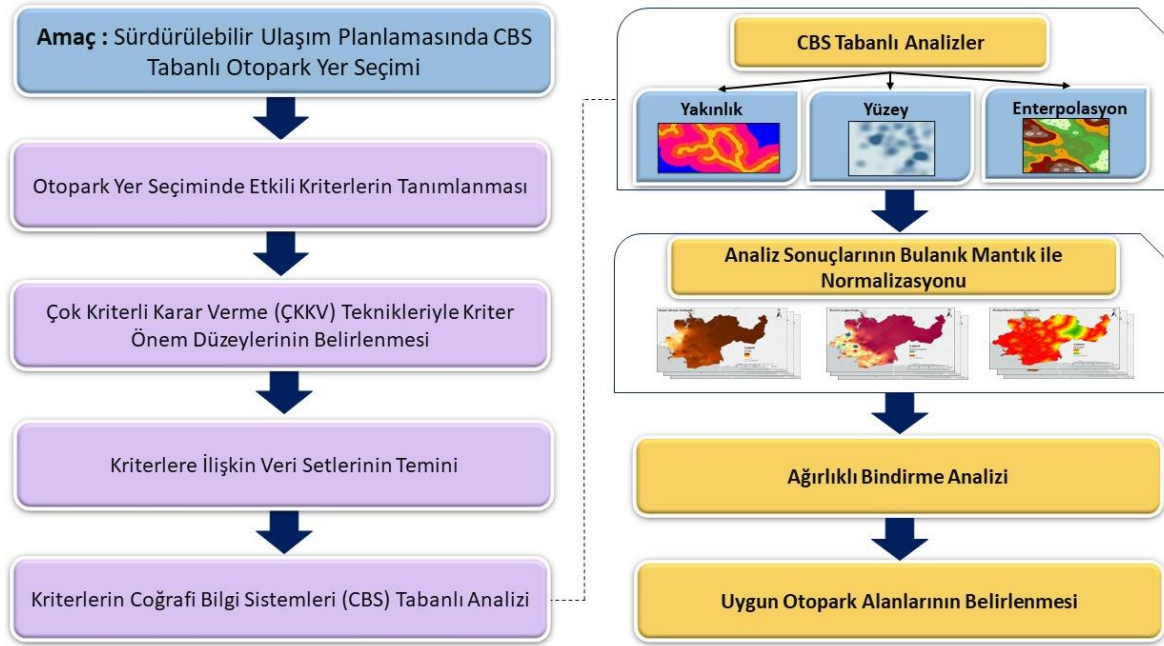 Amaç : Sürdürülebilir Ulaşım Planlamasında CBS
Tabanlı Otopark Yer Seçimi
Otopark Yer Seçiminde Etkili Kriterlerin Tanımlanması
Çok Kriterli Karar Verme (ÇKKV) Teknikleriyle Kriter
Önem Düzeylerinin Belirlenmesi
Kriterlere İlişkin Veri Setlerinin Temini
Kriterlerin Coğrafi Bilgi Sistemleri (CBS) Tabanlı Analizi
CBS Tabanlı Analizler
Yakınlık
Yüzey
Enterpolasyon
Analiz Sonuçlarının Bulanık Mantık ile
Normalizasyonu
Ağırlıklı Bindirme Analizi
Uygun Otopark Alanlarının Belirlenmesi